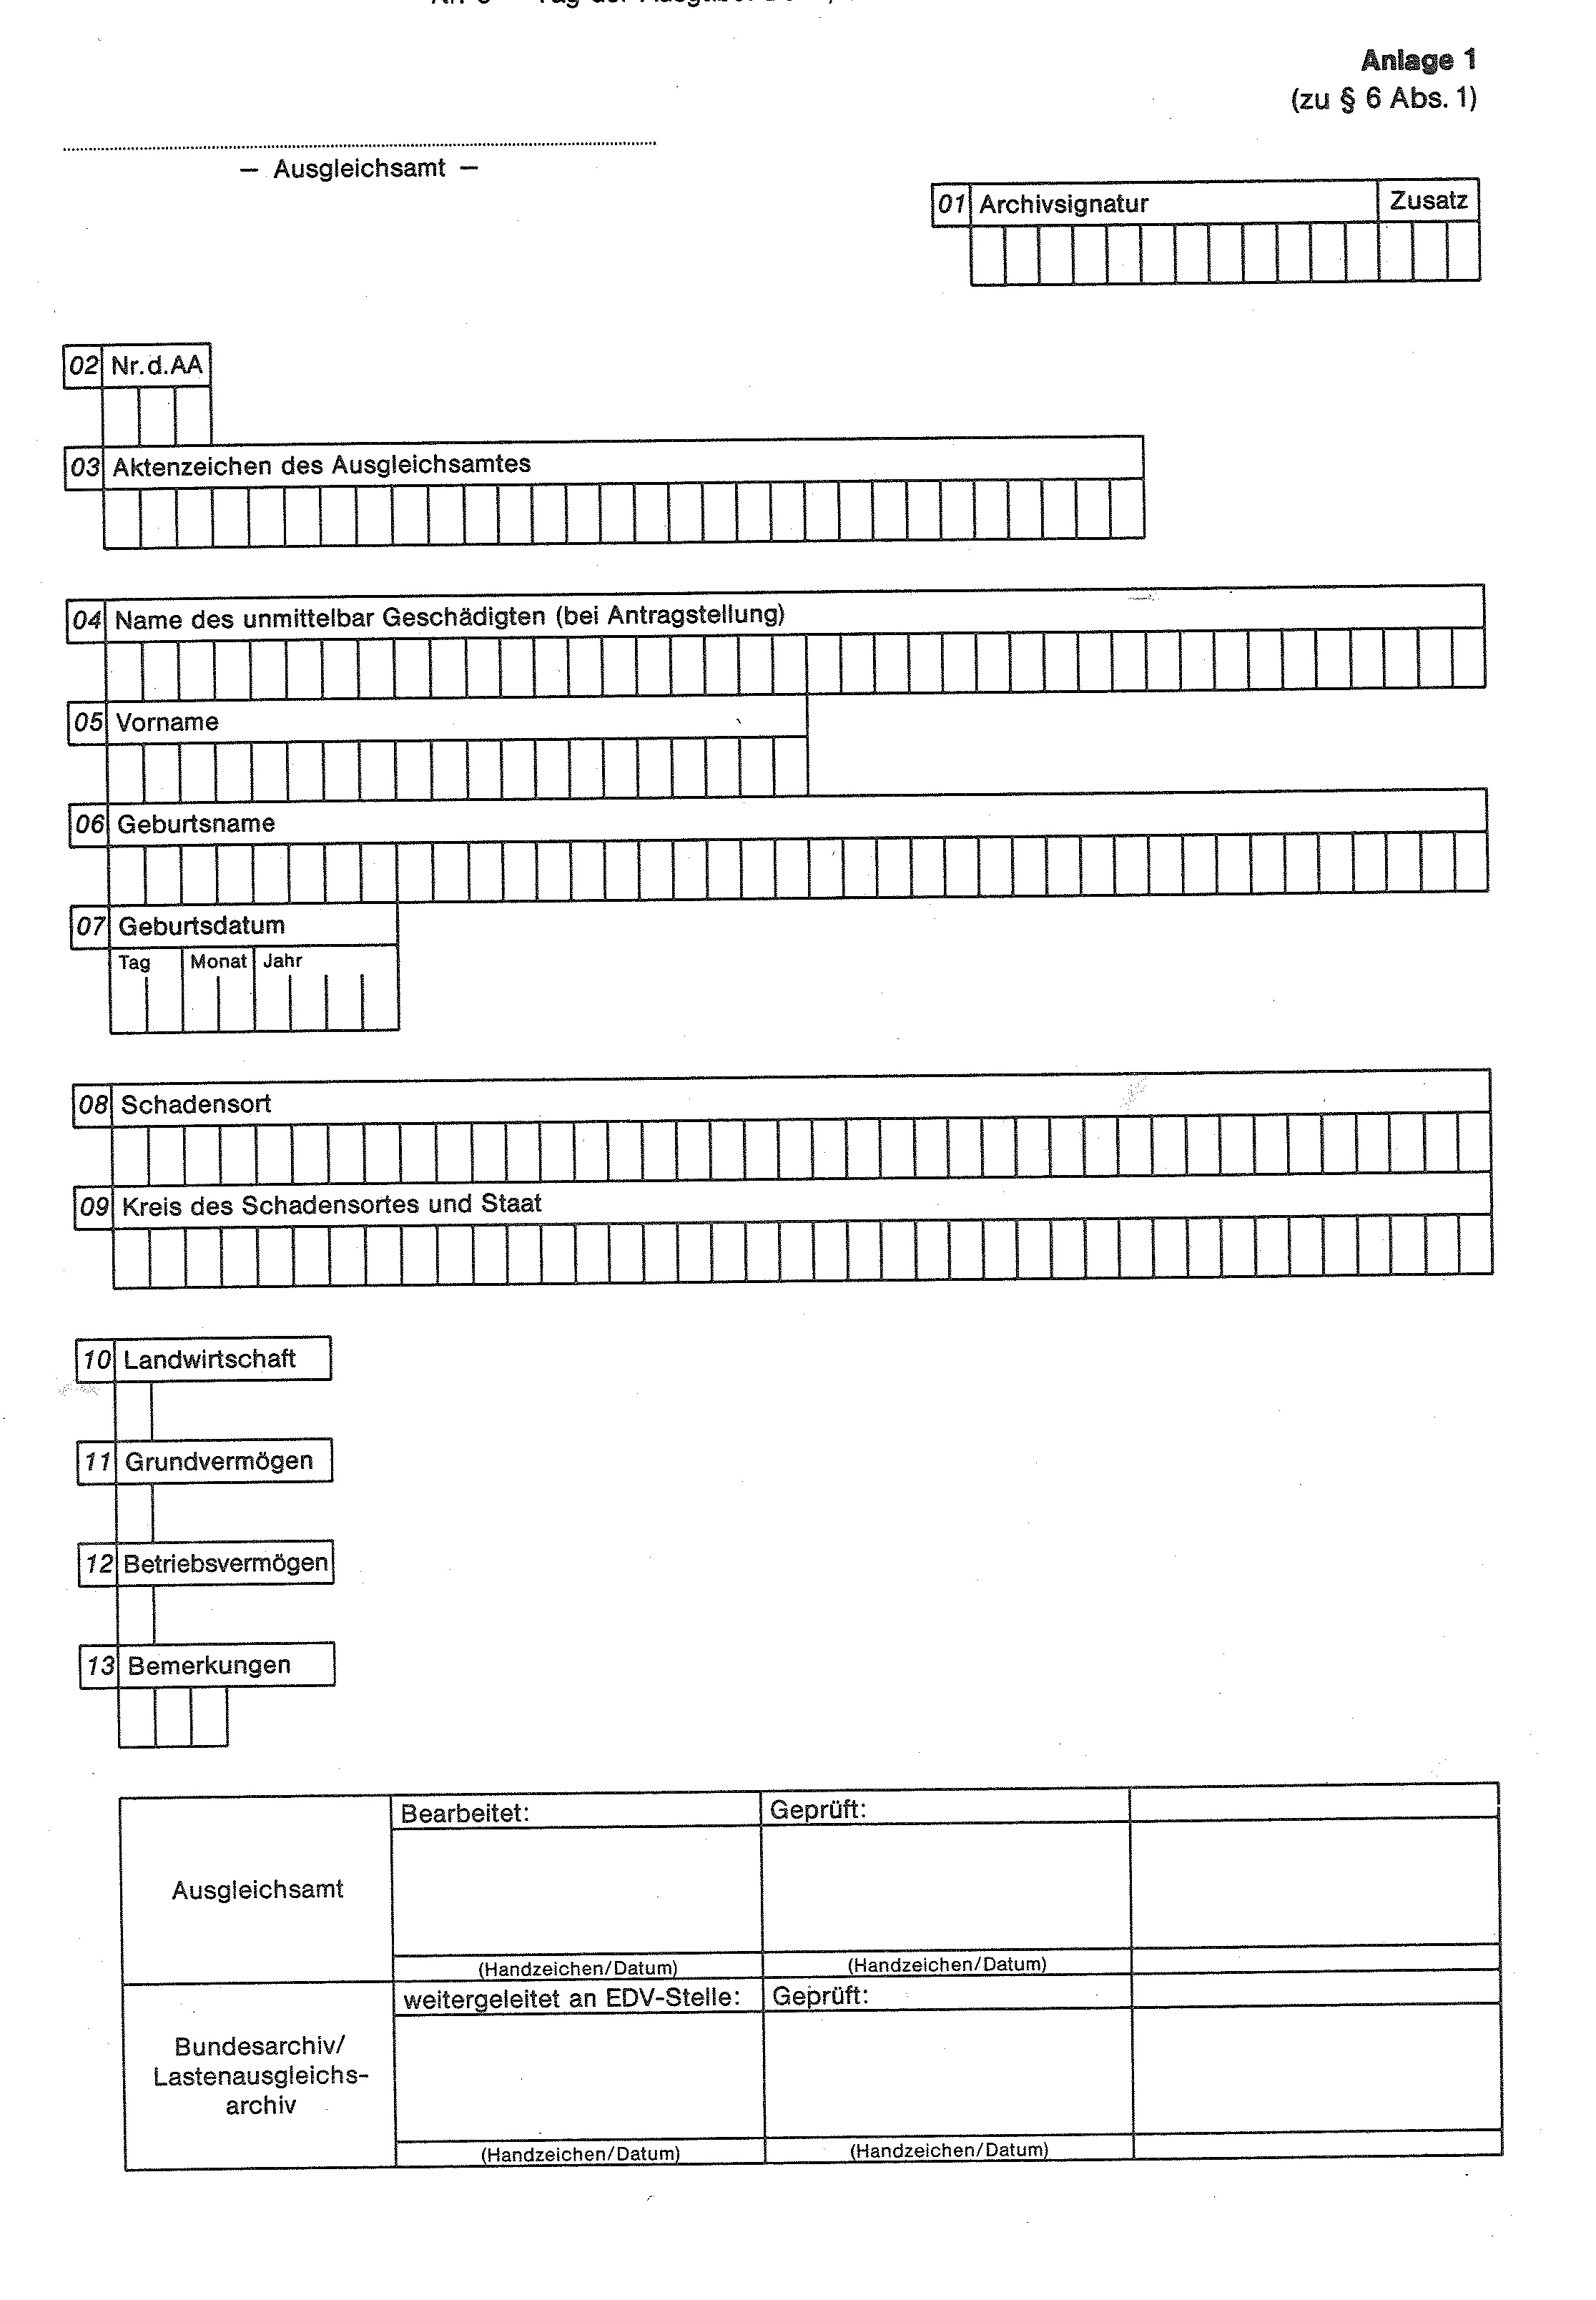 Anlage 1
(zu § 6 Abs. 1)
– Ausgleichsamt –
01 Archivsignatur Zusatz
02 Nr. d. AA
03 Aktenzeichen des Ausgleichsamtes
04 Name des unmittelbar Geschädigten (bei Antragstellung)
05 Vorname
06 Geburtsname
07 Geburtsdatum
Tag Monat Jahr
08 Schadensort
09 Kreis des Schadensortes und Staat
10 Landwirtschaft
11 Grundvermögen
12 Betriebsvermögen
13 Bemerkungen
Bearbeitet: Geprüft:
Ausgleichsamt
(Handzeichen/Datum) (Handzeichen/Datum)
weitergeleitet an EDV-Stelle: Geprüft:
Bundesarchiv/
Lastenausgleichs-
archiv
(Handzeichen/Datum) (Handzeichen/Datum)